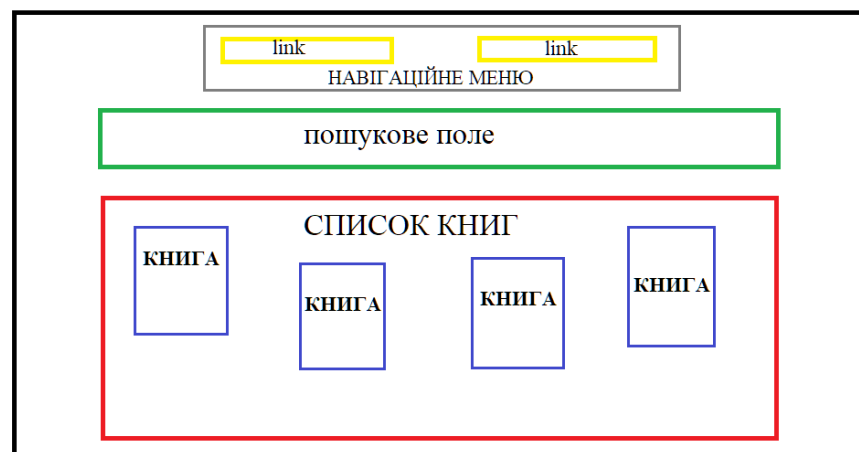 link
link
НАВІГАЦІЙНЕ МЕНЮ
пошукове поле
СПИСОК КНИГ
КНИГА
КНИГА
КНИГА
КНИГА